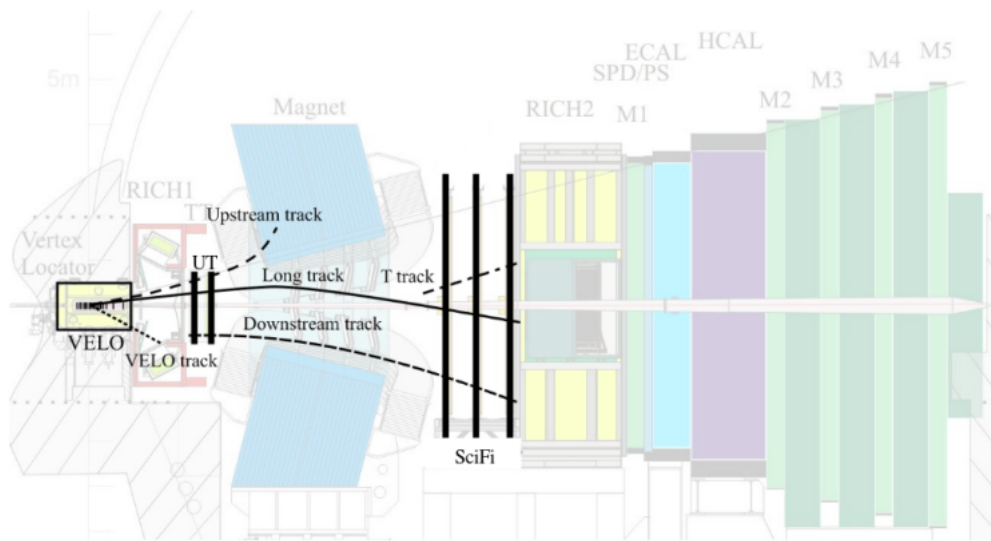 HCAL
ECAL
SPD/PS
M5
M4
M3
M2
5m
Magnet
RICH2
M1
RICH1
TT
Upstream track
Vertex
Locator
UT
Long track
T track
Downstream track
VELO
VELO track
SciFi